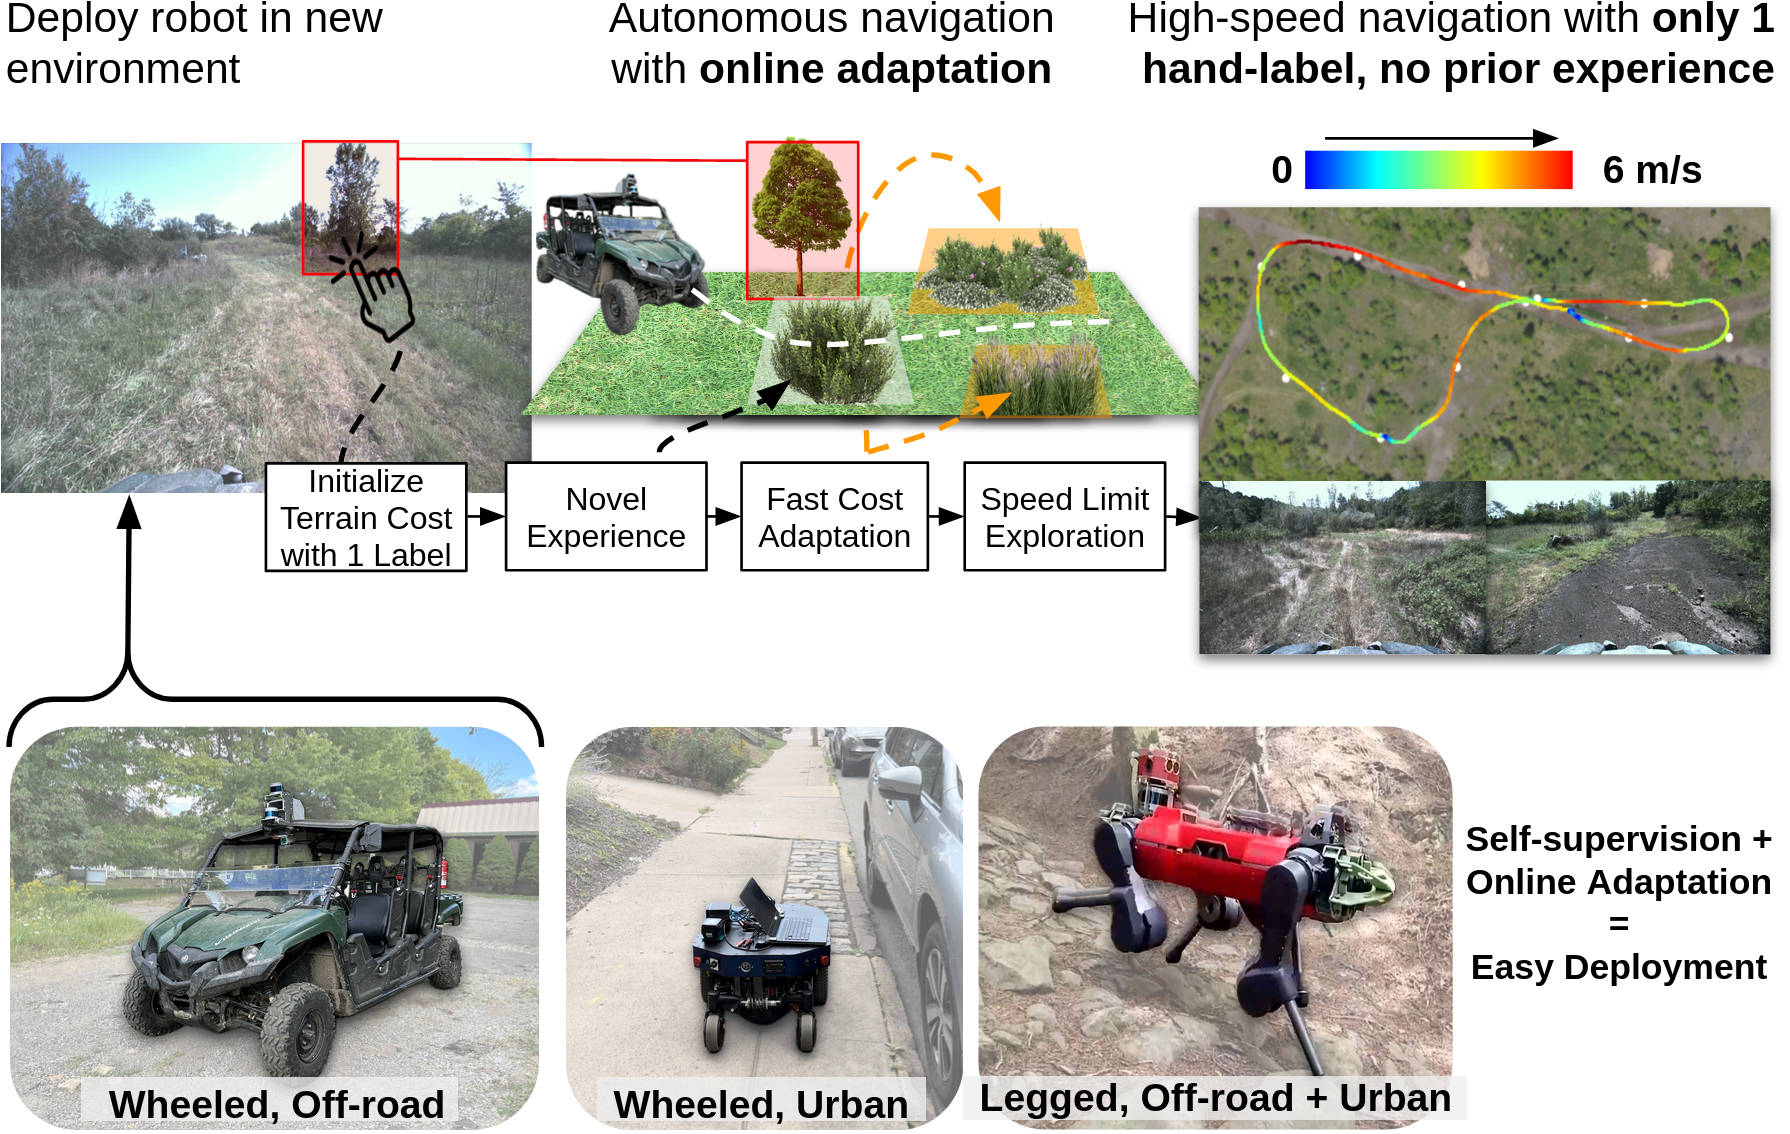 Deploy robot in new
environment
Autonomous navigation
with online adaptation
High-speed navigation with only 1
hand-label, no prior experience
0
6 m/s
Initialize
Terrain Cost
with 1 Label
Novel
Experience
Fast Cost
Adaptation
Speed Limit
Exploration
Wheeled, Off-road
Wheeled, Urban
Legged, Off-road + Urban
Self-supervision +
Online Adaptation
=
Easy Deployment